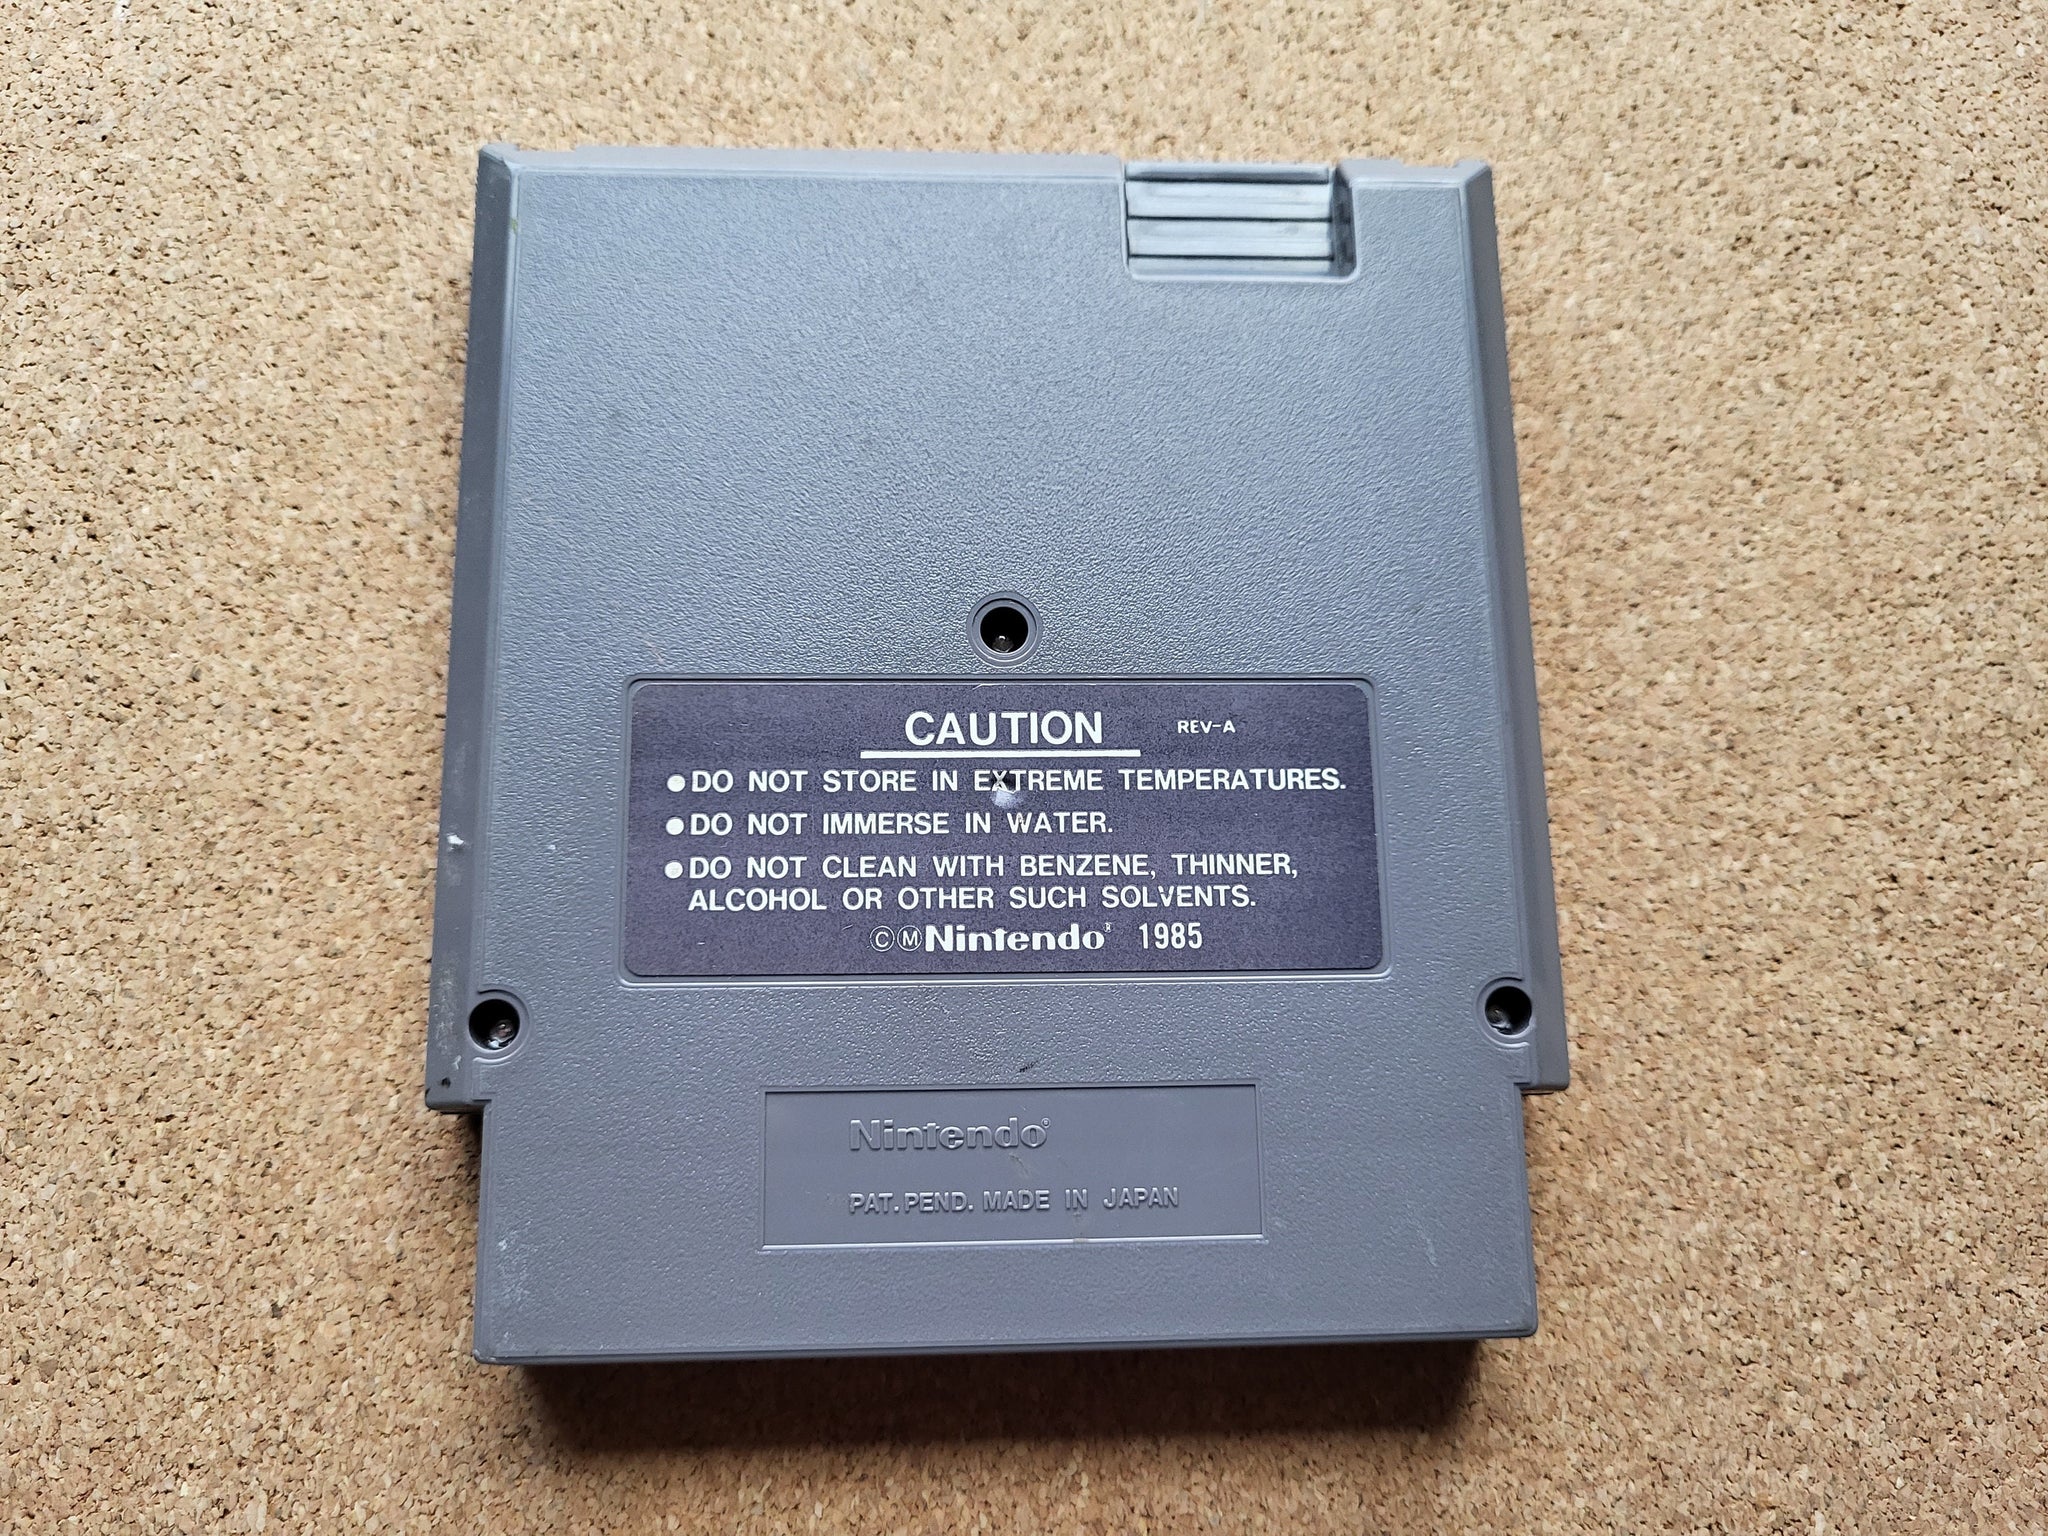 CAUTION REV-A
●DO NOT STORE IN EXTREME TEMPERATURES.
●DO NOT IMMERSE IN WATER.
●DO NOT CLEAN WITH BENZENE, THINNER,
ALCOHOL OR OTHER SUCH SOLVENTS.
©ⓂNintendo® 1985
Nintendo®
PAT. PEND. MADE IN JAPAN